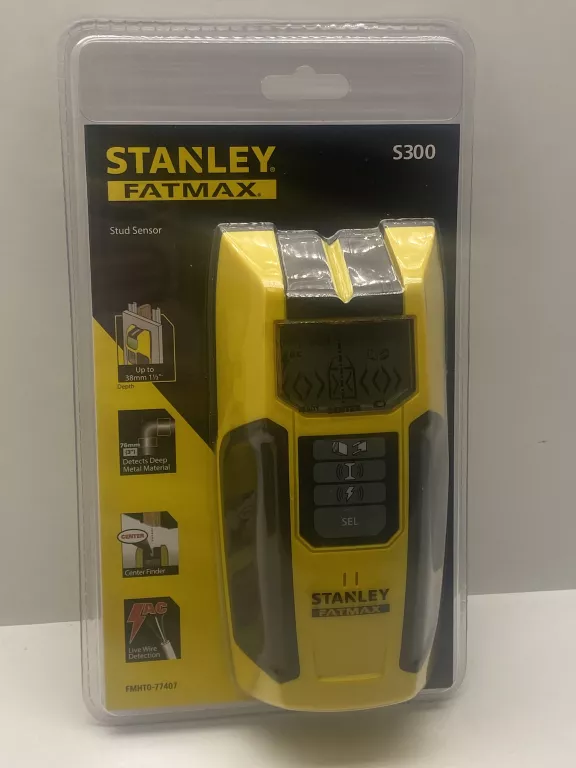 STANLEY®
FATMAX®
S300
Stud Sensor
Up to
38mm 1½"
Depth
76mm
(3")
Detects Deep
Metal Material
CENTER
Center Finder
AC
Live Wire
Detection
FMHT0-77407
CENTER
SEL
STANLEY
FATMAX